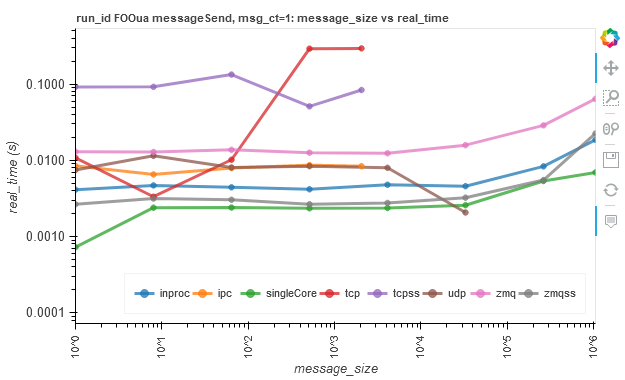 run_id FOOua messageSend, msg_ct=1: message_size vs real_time
real_time (s)
0.1000
0.0100
0.0010
0.0001
inproc ipc singleCore tcp tcpss udp zmq zmqss
10^0 10^1 10^2 10^3 10^4 10^5 10^6
message_size